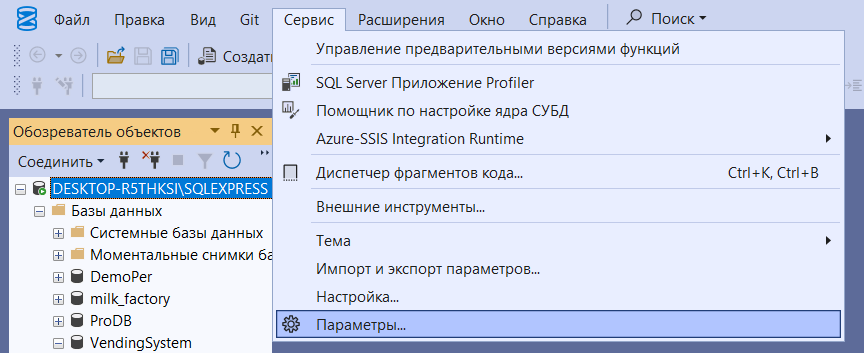 Файл Правка Вид Git Сервис Расширения Окно Справка Поиск
Создать
Управление предварительными версиями функций
SQL Server Приложение Profiler
Помощник по настройке ядра СУБД
Azure-SSIS Integration Runtime
Диспетчер фрагментов кода... Ctrl+K, Ctrl+B
Внешние инструменты...
Тема
Импорт и экспорт параметров...
Настройка...
Параметры...
Обозреватель объектов
Соединить
DESKTOP-R5THKSI\SQLEXPRESS
Базы данных
Системные базы данных
Моментальные снимки ба
DemoPer
milk_factory
ProDB
VendingSystem